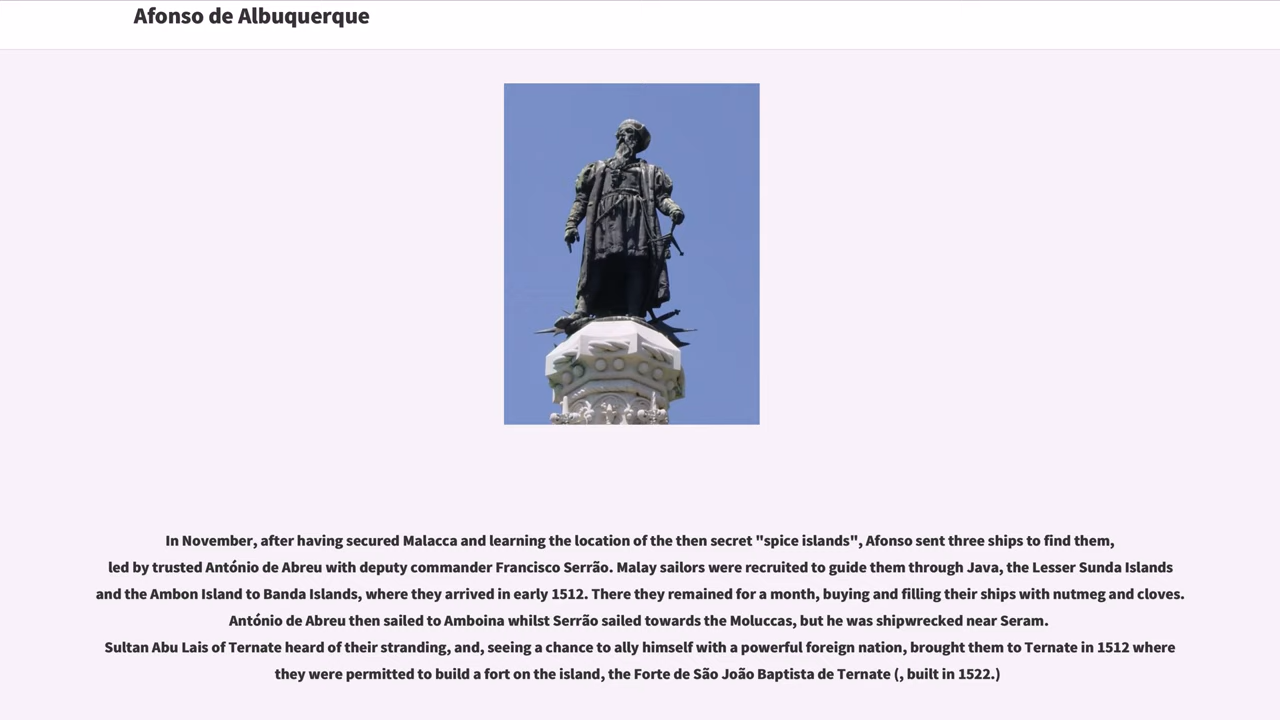 Afonso de Albuquerque
In November, after having secured Malacca and learning the location of the then secret "spice islands", Afonso sent three ships to find them,
led by trusted António de Abreu with deputy commander Francisco Serrão. Malay sailors were recruited to guide them through Java, the Lesser Sunda Islands
and the Ambon Island to Banda Islands, where they arrived in early 1512. There they remained for a month, buying and filling their ships with nutmeg and cloves.
António de Abreu then sailed to Amboina whilst Serrão sailed towards the Moluccas, but he was shipwrecked near Seram.
Sultan Abu Lais of Ternate heard of their stranding, and, seeing a chance to ally himself with a powerful foreign nation, brought them to Ternate in 1512 where
they were permitted to build a fort on the island, the Forte de São João Baptista de Ternate (, built in 1522.)